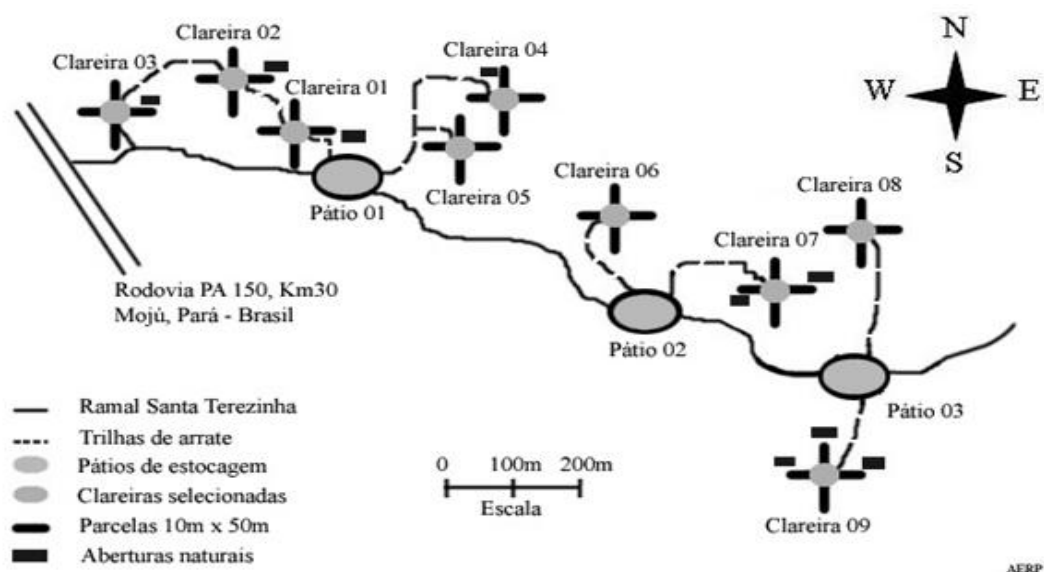 Clareira 02
Clareira 04
Clareira 03
Clareira 01
N
W
E
S
Clareira 06
Clareira 05
Clareira 08
Pátio 01
Clareira 07
Rodovia PA 150, Km30
Mojú, Pará - Brasil
Pátio 02
Pátio 03
Ramal Santa Terezinha
Trilhas de arrate
Pátios de estocagem
Clareiras selecionadas
Parcelas 10m x 50m
Aberturas naturais
0 100m 200m
Escala
Clareira 09
AERP